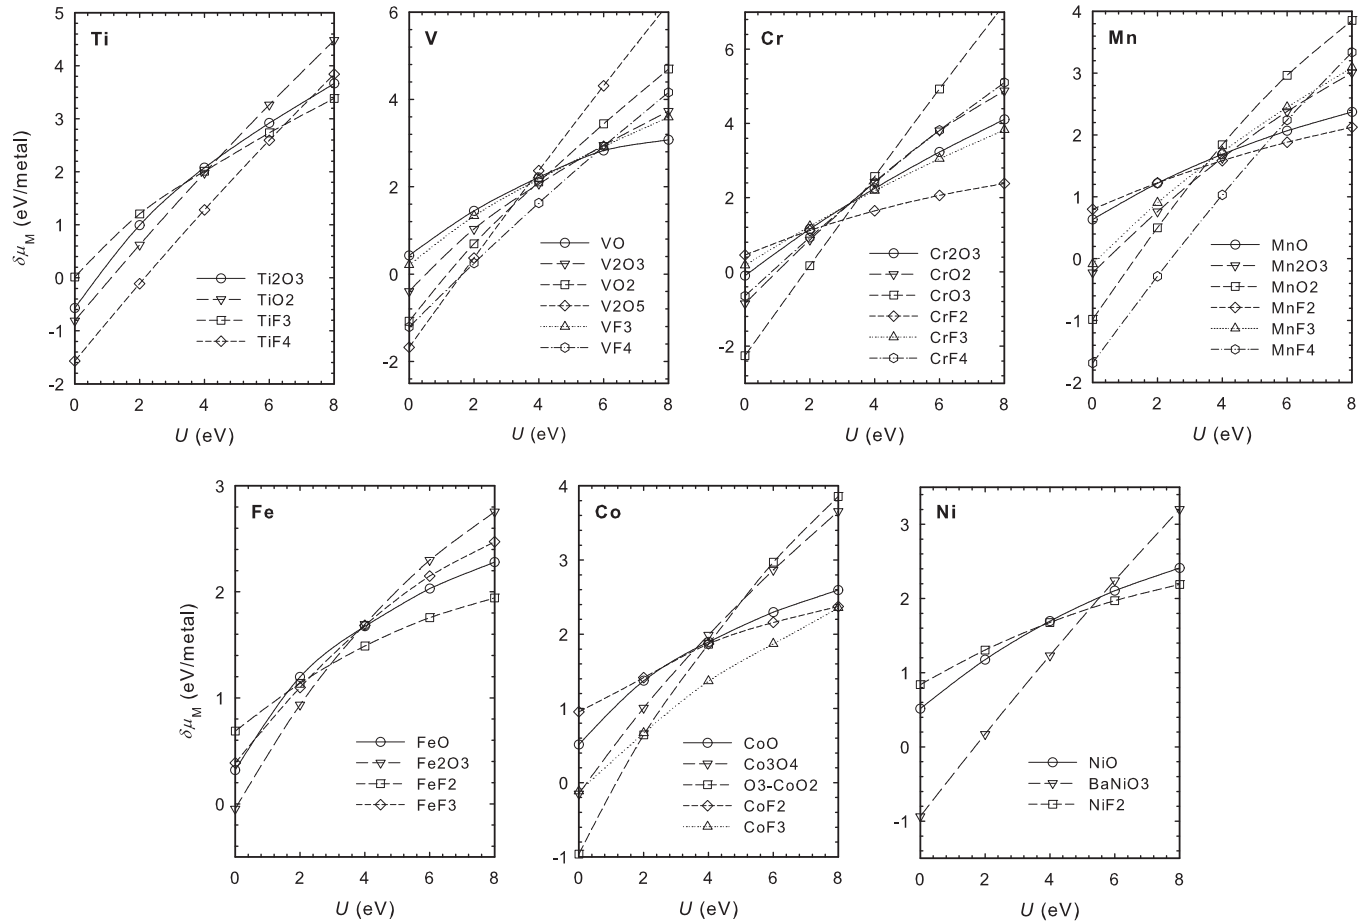 Ti
5
4
3
2
1
0
-1
-2
0 2 4 6 8
U (eV)
δμM (eV/metal)
Ti2O3
TiO2
TiF3
TiF4
V
6
4
2
0
-2
0 2 4 6 8
U (eV)
VO
V2O3
VO2
V2O5
VF3
VF4
Cr
6
4
2
0
-2
0 2 4 6 8
U (eV)
Cr2O3
CrO2
CrO3
CrF2
CrF3
CrF4
Mn
4
3
2
1
0
-1
-2
0 2 4 6 8
U (eV)
MnO
Mn2O3
MnO2
MnF2
MnF3
MnF4
Fe
3
2
1
0
0 2 4 6 8
U (eV)
δμM (eV/metal)
FeO
Fe2O3
FeF2
FeF3
Co
4
3
2
1
0
-1
0 2 4 6 8
U (eV)
CoO
Co3O4
O3-CoO2
CoF2
CoF3
Ni
3
2
1
0
-1
0 2 4 6 8
U (eV)
NiO
BaNiO3
NiF2